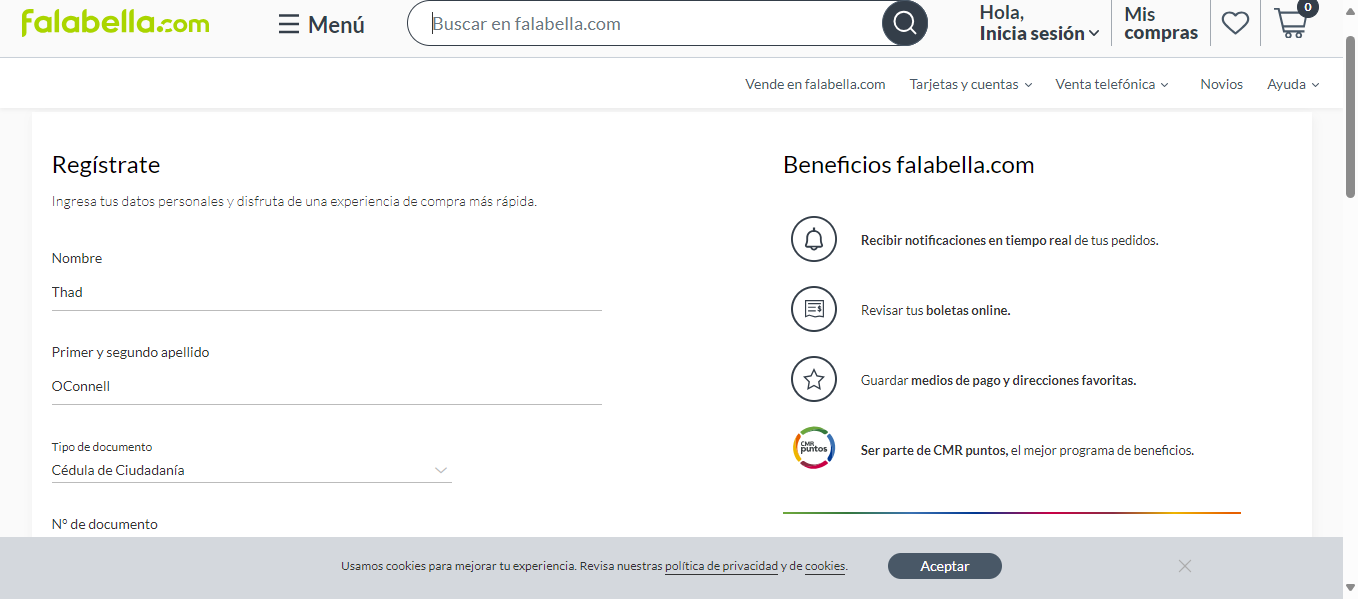 falabella.com
Menú
Buscar en falabella.com
Hola,
Inicia sesión
Mis
compras
0
Vende en falabella.com
Tarjetas y cuentas
Venta telefónica
Novios
Ayuda
Regístrate
Ingresa tus datos personales y disfruta de una experiencia de compra más rápida.
Nombre
Thad
Primer y segundo apellido
OConnell
Tipo de documento
Cédula de Ciudadanía
N° de documento
Beneficios falabella.com
Recibir notificaciones en tiempo real de tus pedidos.
$
Revisar tus boletas online.
Guardar medios de pago y direcciones favoritas.
CMR
puntos
Ser parte de CMR puntos, el mejor programa de beneficios.
Usamos cookies para mejorar tu experiencia. Revisa nuestras política de privacidad y de cookies.
Aceptar